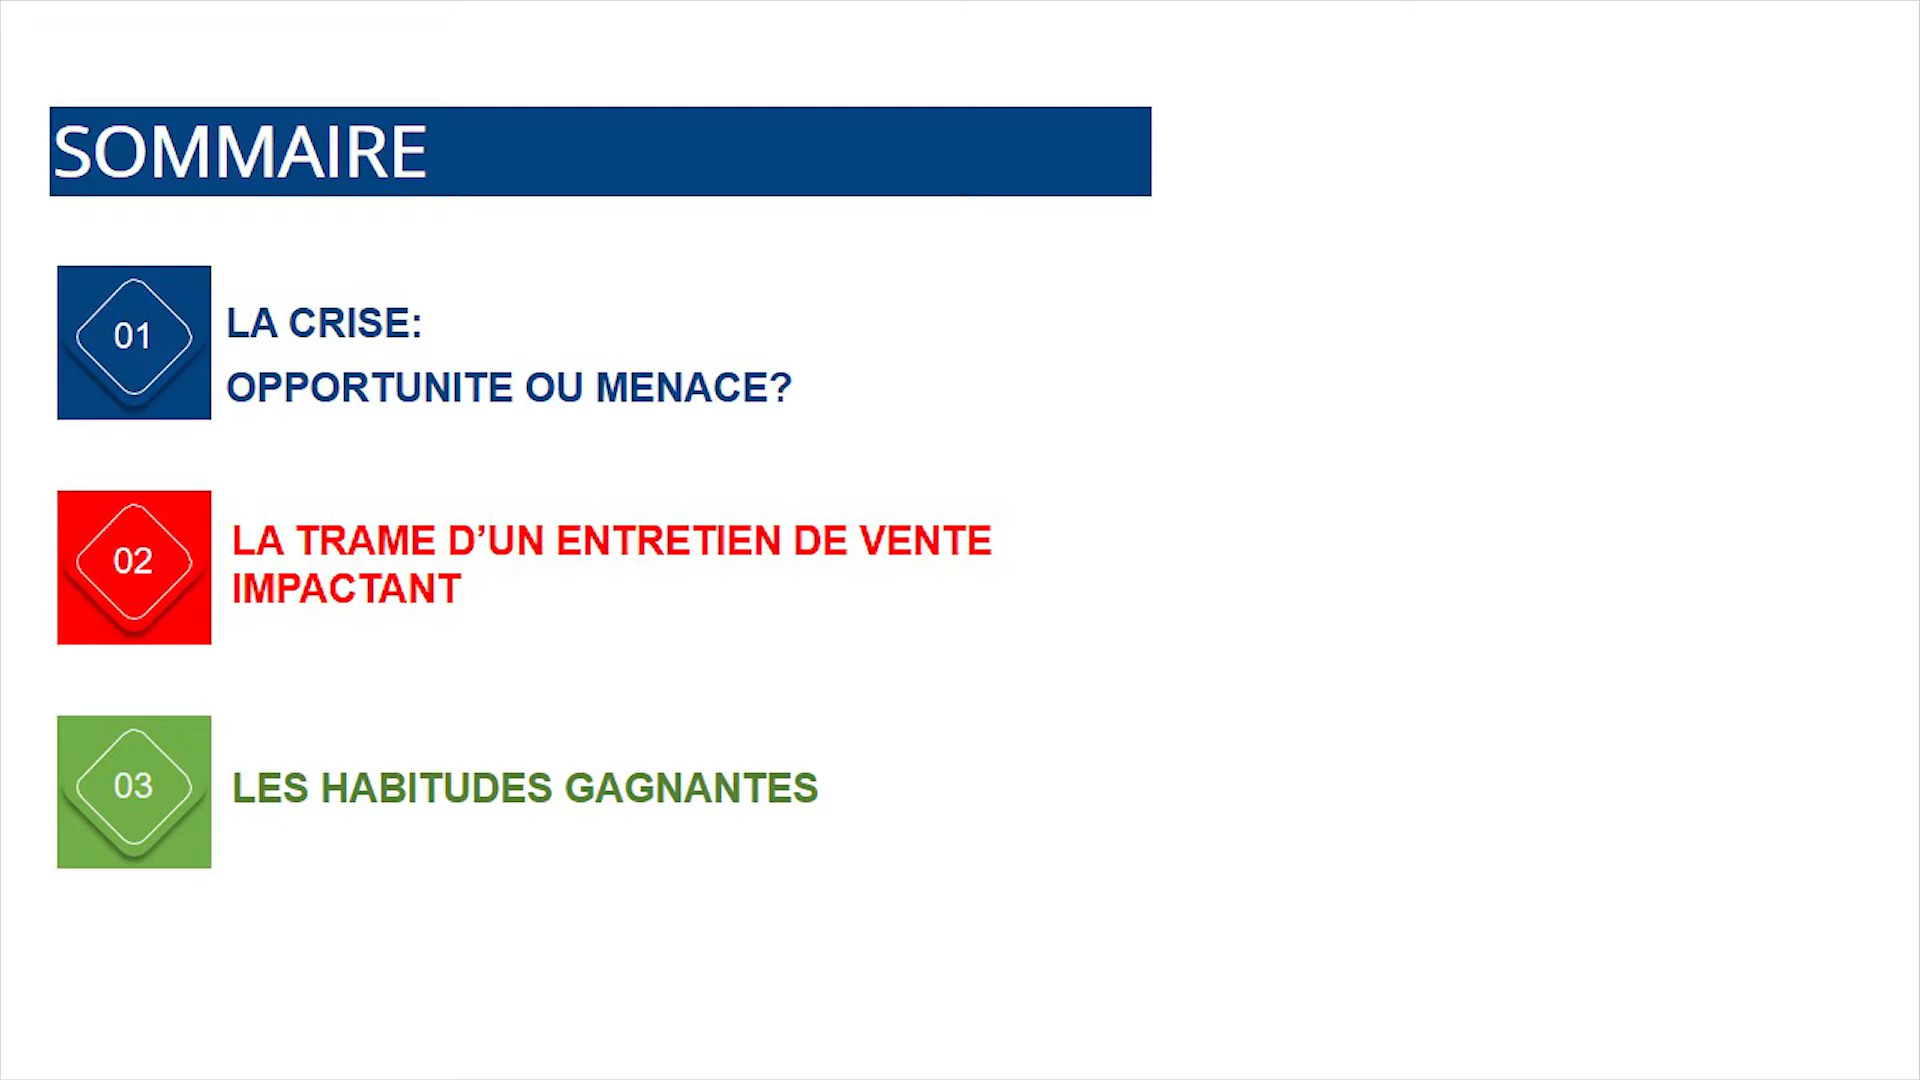 SOMMAIRE
01
LA CRISE:
OPPORTUNITE OU MENACE?
02
LA TRAME D’UN ENTRETIEN DE VENTE
IMPACTANT
03
LES HABITUDES GAGNANTES